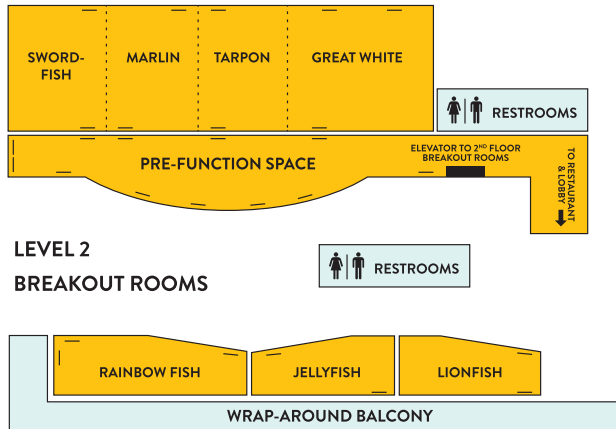 SWORD-
FISH
MARLIN
TARPON
GREAT WHITE
RESTROOMS
PRE-FUNCTION SPACE
ELEVATOR TO 2ND FLOOR
BREAKOUT ROOMS
TO RESTAURANT
& LOBBY
LEVEL 2
BREAKOUT ROOMS
RESTROOMS
RAINBOW FISH
JELLYFISH
LIONFISH
WRAP-AROUND BALCONY